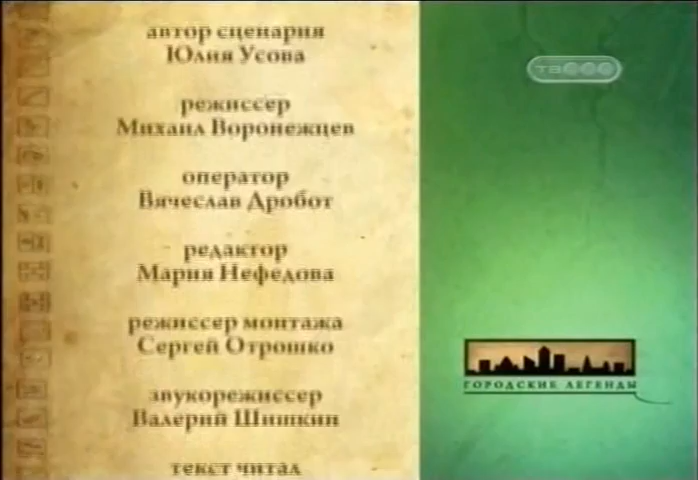 автор сценария
Юлия Усова
режиссер
Михаил Воронежцев
оператор
Вячеслав Дробот
редактор
Мария Нефедова
режиссер монтажа
Сергей Отрошко
звукорежиссер
Валерий Шишкин
текст читал
ГОРОДСКИЕ ЛЕГЕНДЫ